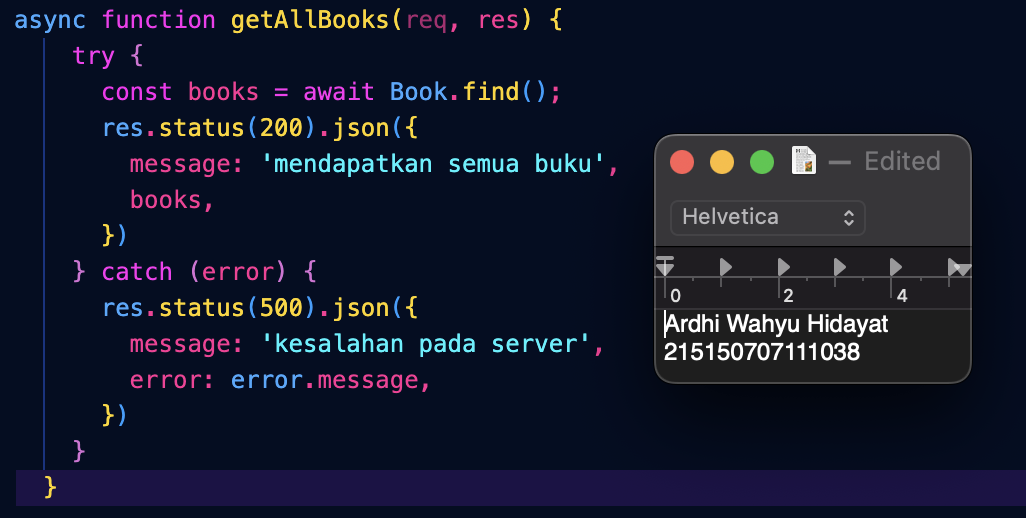 async function getAllBooks(req, res) {
try {
const books = await Book.find();
res.status(200).json({
message: 'mendapatkan semua buku',
books,
})
} catch (error) {
res.status(500).json({
message: 'kesalahan pada server',
error: error.message,
})
}
}
— Edited
Helvetica
0 2 4
Ardhi Wahyu Hidayat
215150707111038